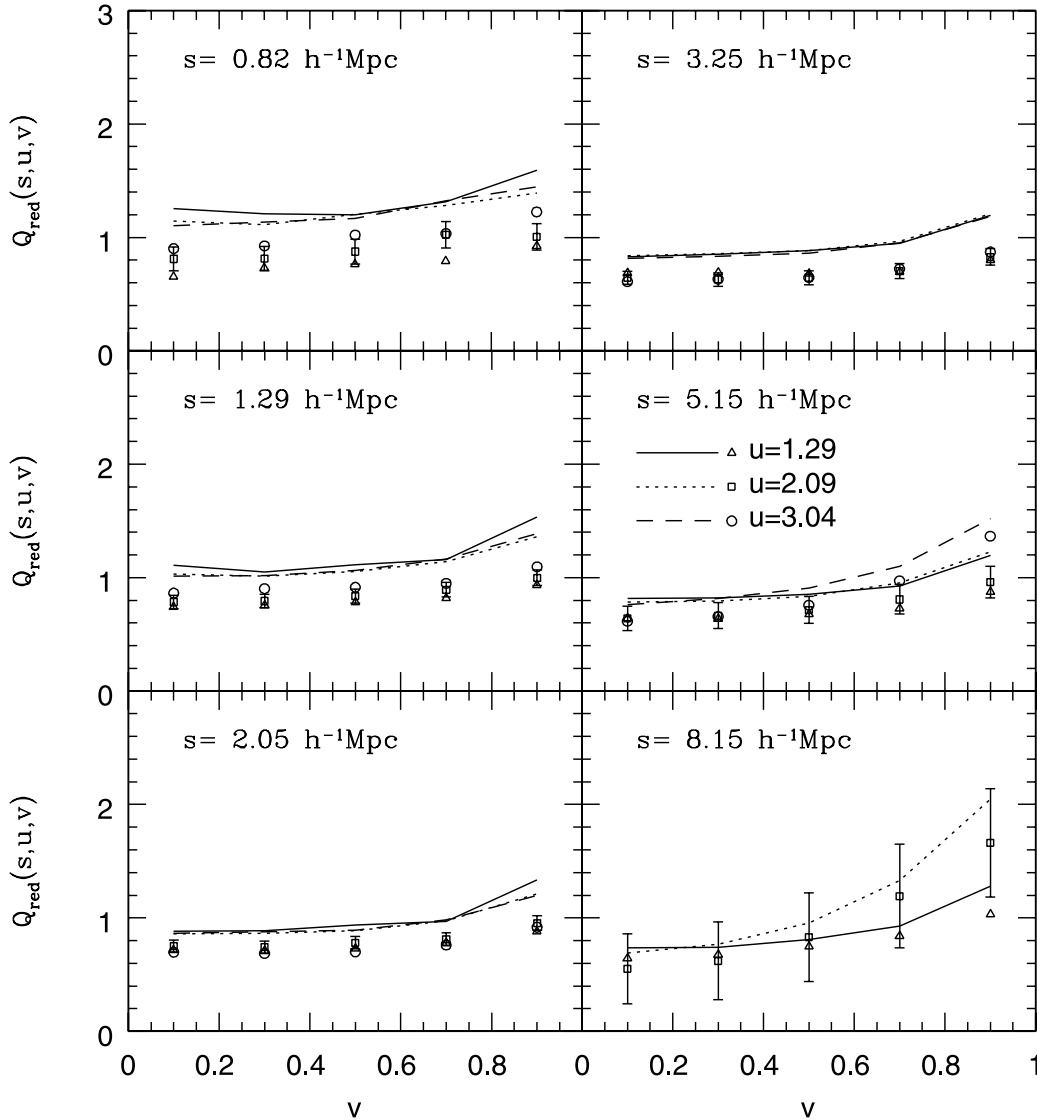 3
s= 0.82 h⁻¹Mpc
s= 3.25 h⁻¹Mpc
2
Q_red(s,u,v)
1
0
s= 1.29 h⁻¹Mpc
s= 5.15 h⁻¹Mpc
2
u=1.29
u=2.09
u=3.04
Q_red(s,u,v)
1
0
s= 2.05 h⁻¹Mpc
s= 8.15 h⁻¹Mpc
2
Q_red(s,u,v)
1
0
0 0.2 0.4 0.6 0.8 0 0.2 0.4 0.6 0.8 1
v v